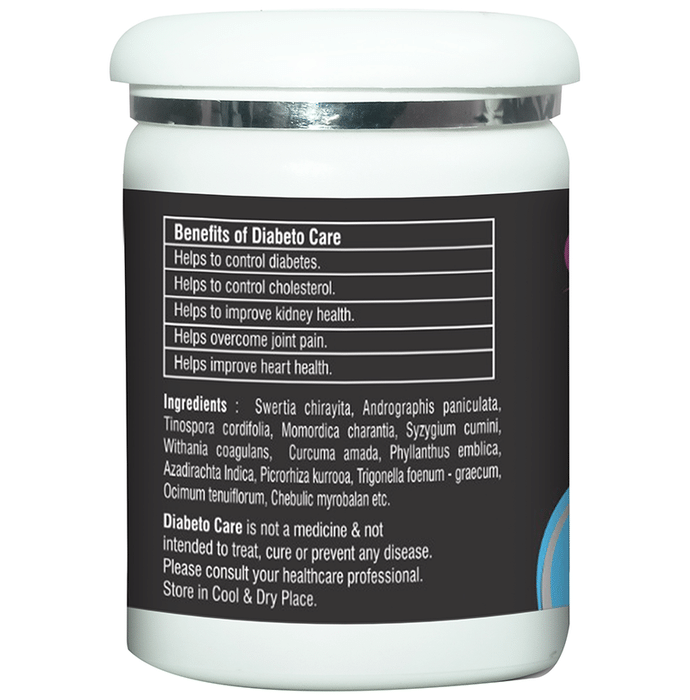 Benefits of Diabeto Care
Helps to control diabetes.
Helps to control cholesterol.
Helps to improve kidney health.
Helps overcome joint pain.
Helps improve heart health.
Ingredients : Swertia chirayita, Andrographis paniculata,
Tinospora cordifolia, Momordica charantia, Syzygium cumini,
Withania coagulans, Curcuma amada, Phyllanthus emblica,
Azadirachta Indica, Picrorhiza kurrooa, Trigonella foenum - graecum,
Ocimum tenuiflorum, Chebulic myrobalan etc.
Diabeto Care is not a medicine & not
intended to treat, cure or prevent any disease.
Please consult your healthcare professional.
Store in Cool & Dry Place.